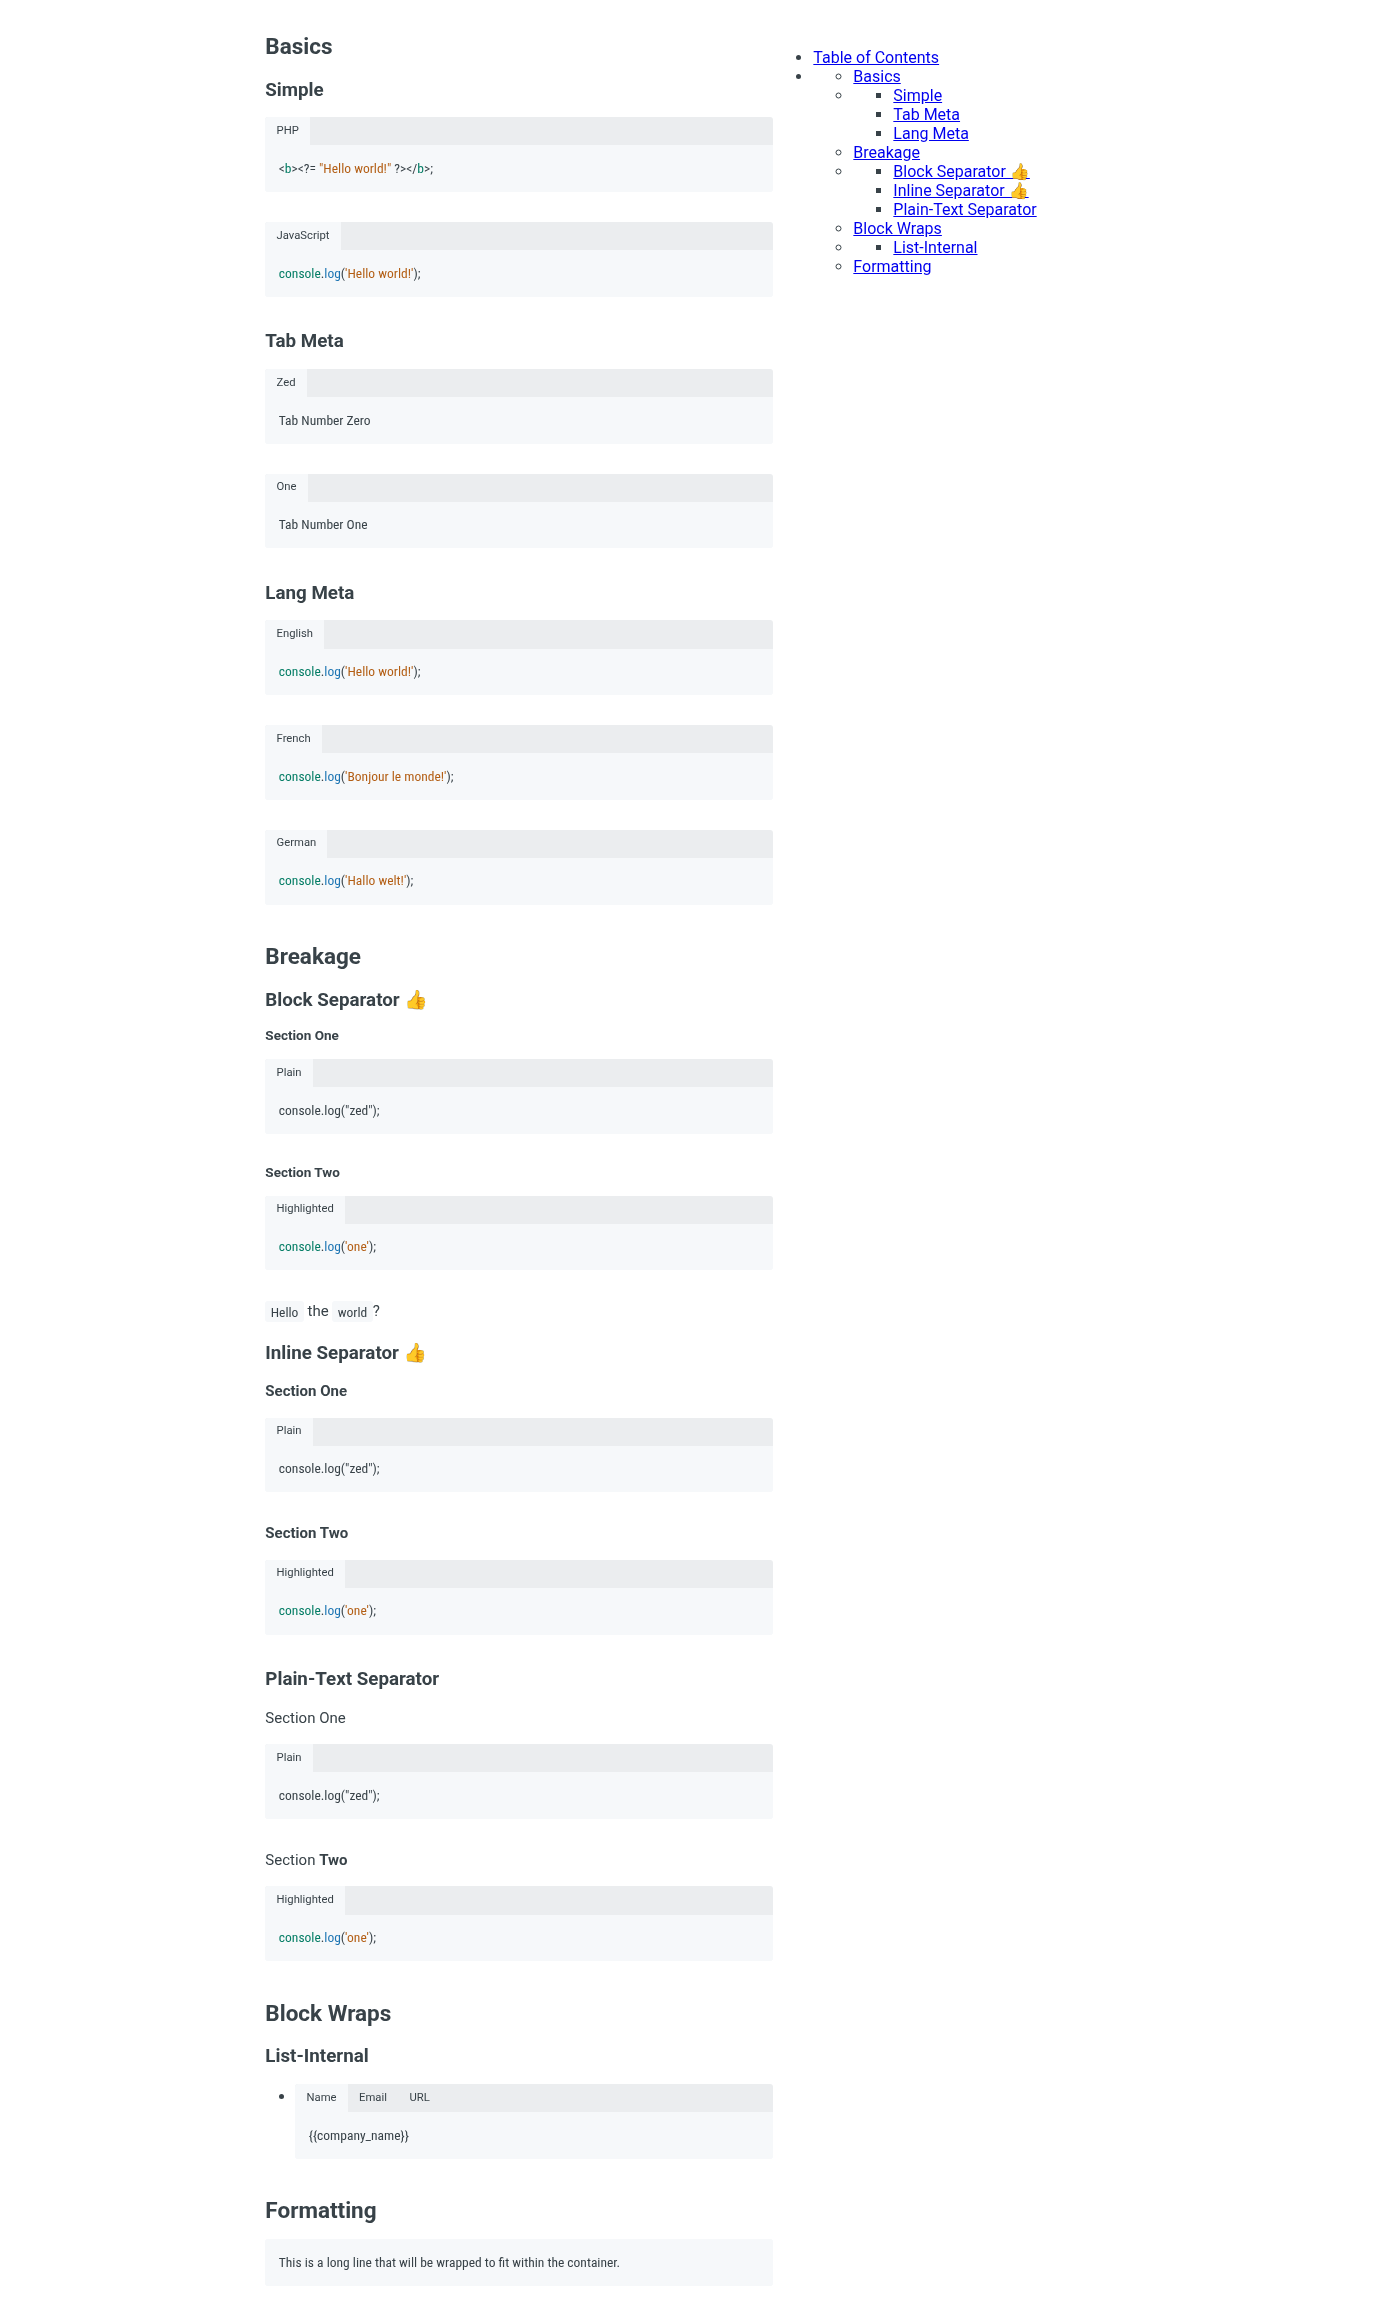 Basics
Simple
PHP
<b><?= "Hello world!" ?></b>;
JavaScript
console.log('Hello world!');
Tab Meta
Zed
Tab Number Zero
One
Tab Number One
Lang Meta
English
console.log('Hello world!');
French
console.log('Bonjour le monde!');
German
console.log('Hallo welt!');
Breakage
Block Separator 👍
Section One
Plain
console.log("zed");
Section Two
Highlighted
console.log('one');
Hello the world ?
Inline Separator 👍
Section One
Plain
console.log("zed");
Section Two
Highlighted
console.log('one');
Plain-Text Separator
Section One
Plain
console.log("zed");
Section Two
Highlighted
console.log('one');
Block Wraps
List-Internal
Name Email URL
{{company_name}}
Formatting
This is a long line that will be wrapped to fit within the container.
Table of Contents
Basics
Simple
Tab Meta
Lang Meta
Breakage
Block Separator 👍
Inline Separator 👍
Plain-Text Separator
Block Wraps
List-Internal
Formatting